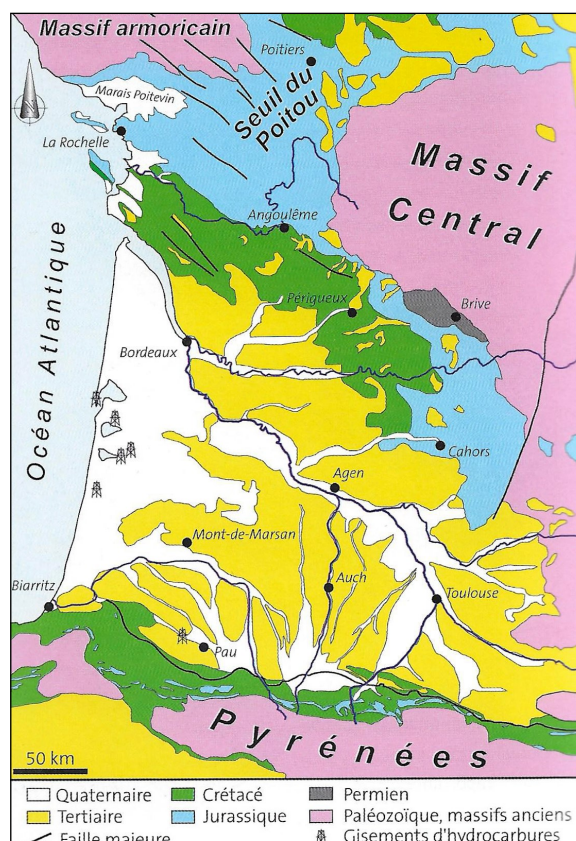 Massif armoricain
Poitiers
Marais Poitevin
Seuil du
Poitou
N
La Rochelle
Massif
Central
Angoulême
Océan Atlantique
Périgueux
Brive
Bordeaux
Cahors
Agen
Mont-de-Marsan
Biarritz
Auch
Toulouse
Pau
Pyrénées
50 km
Quaternaire
Crétacé
Permien
Tertiaire
Jurassique
Paléozoïque, massifs anciens
Faille majeure
Gisements d'hydrocarbures